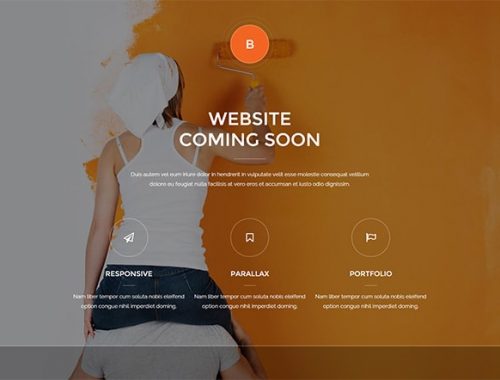 B
WEBSITE
COMING SOON
Duis autem vel eum iriure dolor in hendrerit in vulputate velit esse molestie consequat vel illum
dolore eu feugiat nulla facilisis at vero eros et accumsan et iusto odio dignissim.
RESPONSIVE
PARALLAX
PORTFOLIO
Nam liber tempor cum soluta nobis eleifend
option congue nihil imperdiet doming.
Nam liber tempor cum soluta nobis eleifend
option congue nihil imperdiet doming.
Nam liber tempor cum soluta nobis eleifend
option congue nihil imperdiet doming.